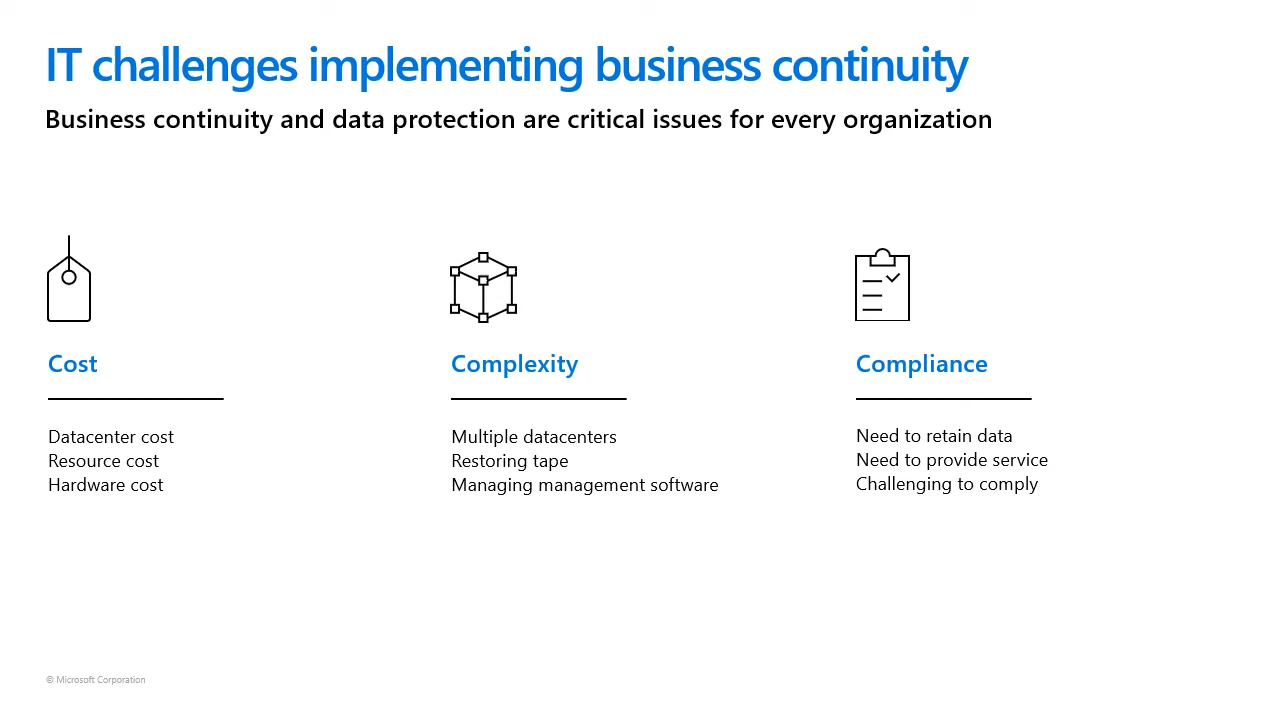 IT challenges implementing business continuity
Business continuity and data protection are critical issues for every organization
Cost
Datacenter cost
Resource cost
Hardware cost
Complexity
Multiple datacenters
Restoring tape
Managing management software
Compliance
Need to retain data
Need to provide service
Challenging to comply
© Microsoft Corporation